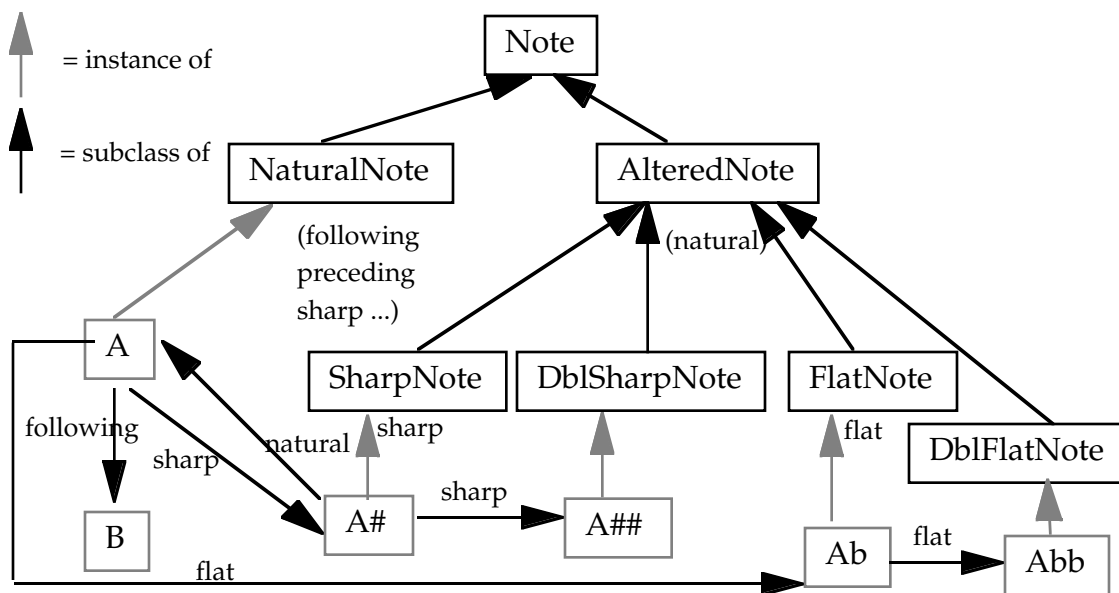 Note
= instance of
= subclass of
NaturalNote
AlteredNote
(following
preceding
sharp ...)
(natural)
A
SharpNote
DblSharpNote
FlatNote
following
sharp
natural
sharp
flat
DblFlatNote
sharp
B
A#
A##
Ab
flat
Abb
flat